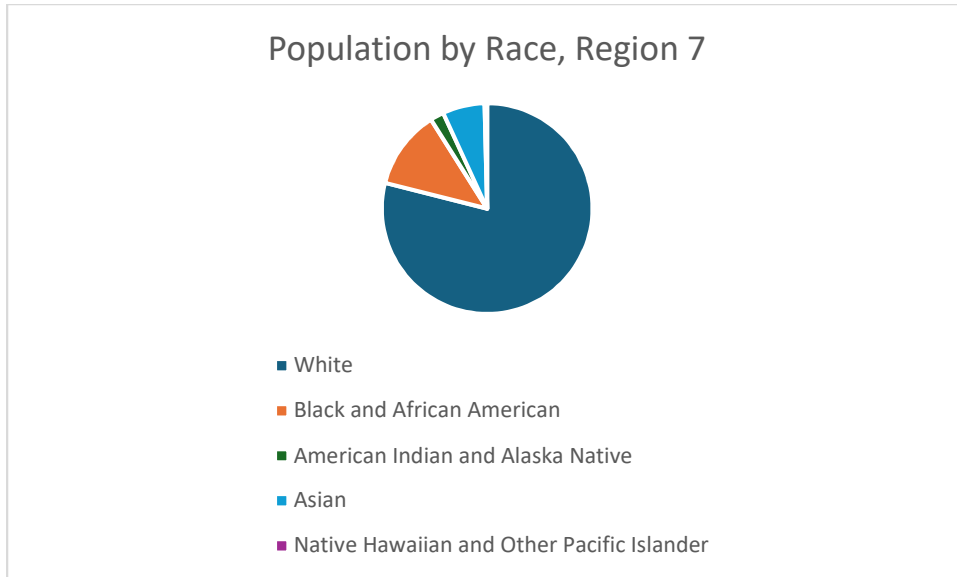 Population by Race, Region 7
White
Black and African American
American Indian and Alaska Native
Asian
Native Hawaiian and Other Pacific Islander